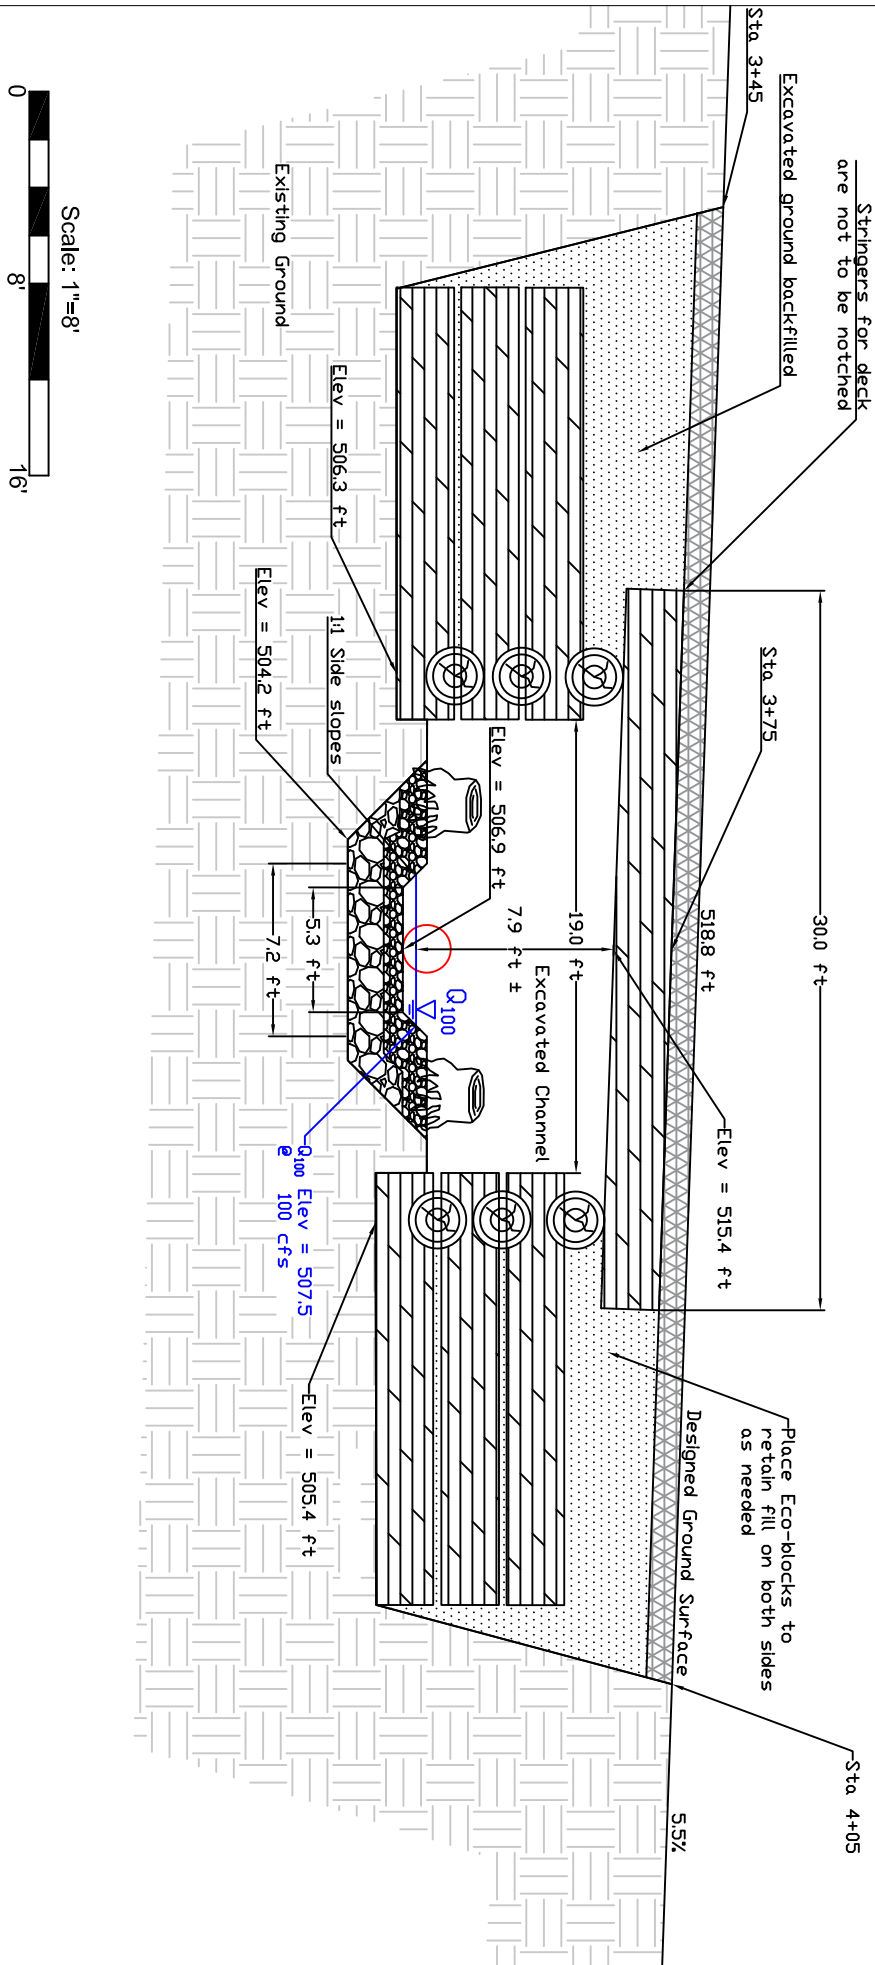 Stringers for deck
are not to be notched
Excavated ground backfilled
Sta 3+45
30.0 ft
Sta 3+75
518.8 ft
Elev = 515.4 ft
Place Eco-blocks to
retain fill on both sides
as needed
Designed Ground Surface
Sta 4+05
5.5%
19.0 ft
7.9 ft ±
Excavated Channel
Elev = 506.9 ft
Q100
Existing Ground
Elev = 506.3 ft
1:1 Side slopes
Elev = 504.2 ft
5.3 ft
7.2 ft
Q100 Elev = 507.5
@ 100 cfs
Elev = 505.4 ft
Scale: 1"=8'
0 8' 16'